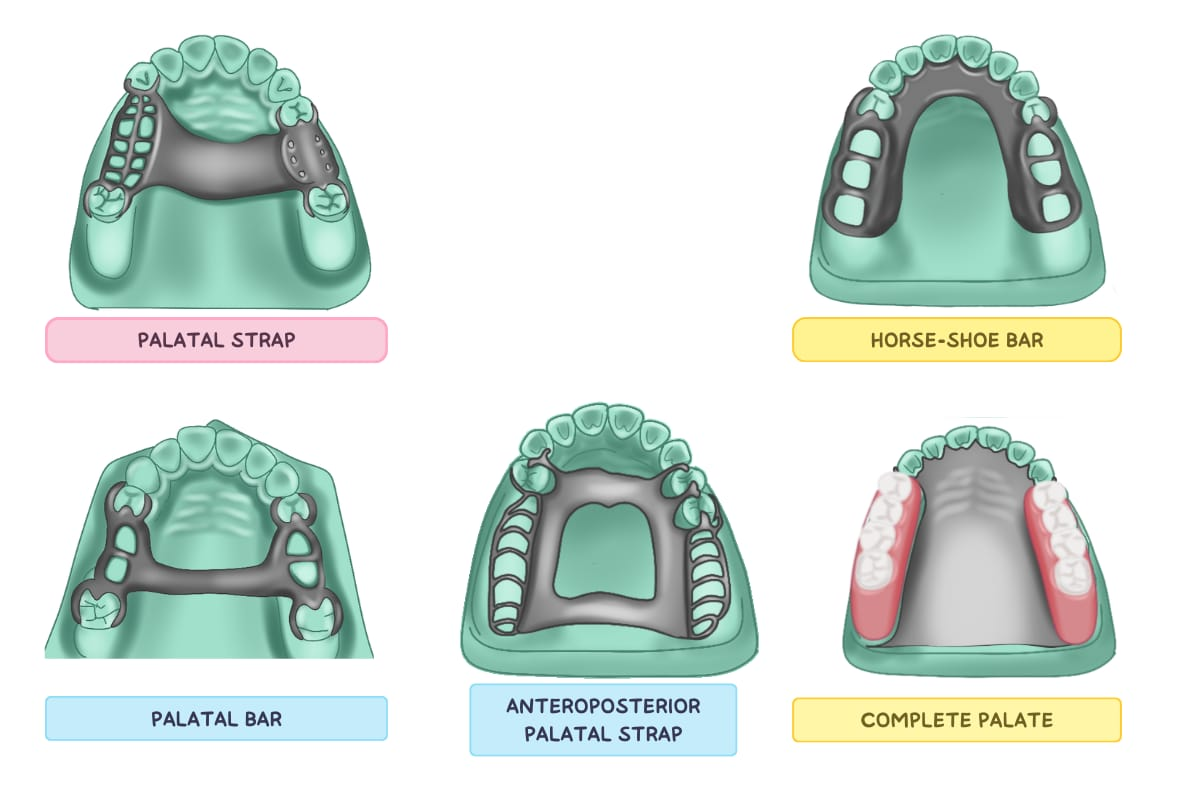 PALATAL STRAP
HORSE-SHOE BAR
PALATAL BAR
ANTEROPOSTERIOR
PALATAL STRAP
COMPLETE PALATE